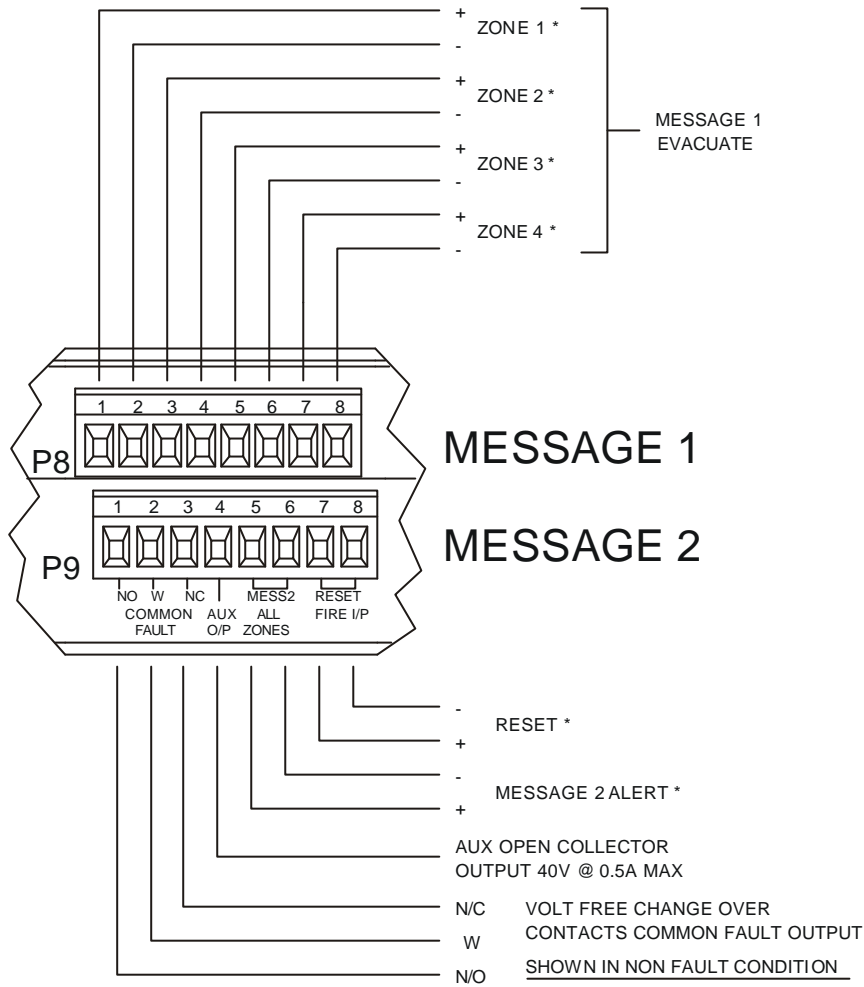 +
ZONE 1 *
-
+
ZONE 2 *
-
MESSAGE 1
EVACUATE
+
ZONE 3 *
-
+
ZONE 4 *
-
1 2 3 4 5 6 7 8
P8
MESSAGE 1
1 2 3 4 5 6 7 8
P9
MESSAGE 2
NO W NC MESS2 RESET
COMMON AUX ALL FIRE I/P
FAULT O/P ZONES
-
RESET *
+
-
MESSAGE 2 ALERT *
+
AUX OPEN COLLECTOR
OUTPUT 40V @ 0.5A MAX
N/C VOLT FREE CHANGE OVER
W CONTACTS COMMON FAULT OUTPUT
N/O SHOWN IN NON FAULT CONDITION